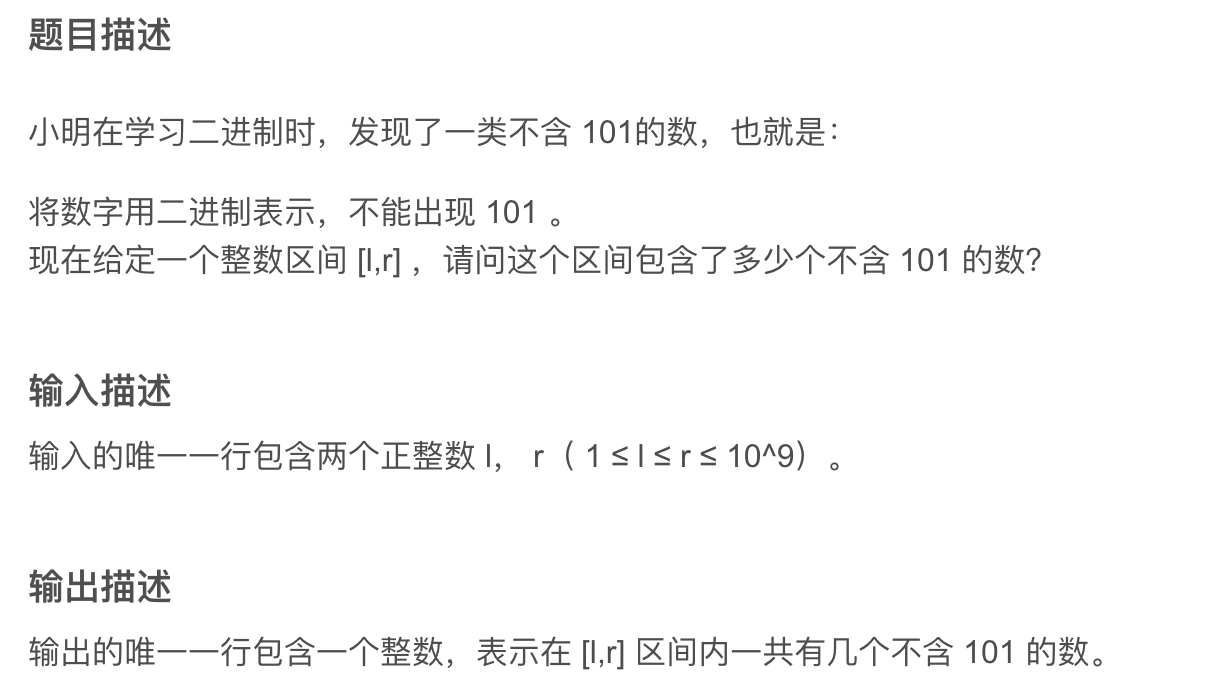 题目描述
小明在学习二进制时，发现了一类不含 101的数，也就是：
将数字用二进制表示，不能出现 101 。
现在给定一个整数区间 [l,r] ，请问这个区间包含了多少个不含 101 的数？
输入描述
输入的唯一一行包含两个正整数 l， r（ 1 ≤ l ≤ r ≤ 10^9）。
输出描述
输出的唯一一行包含一个整数，表示在 [l,r] 区间内一共有几个不含 101 的数。